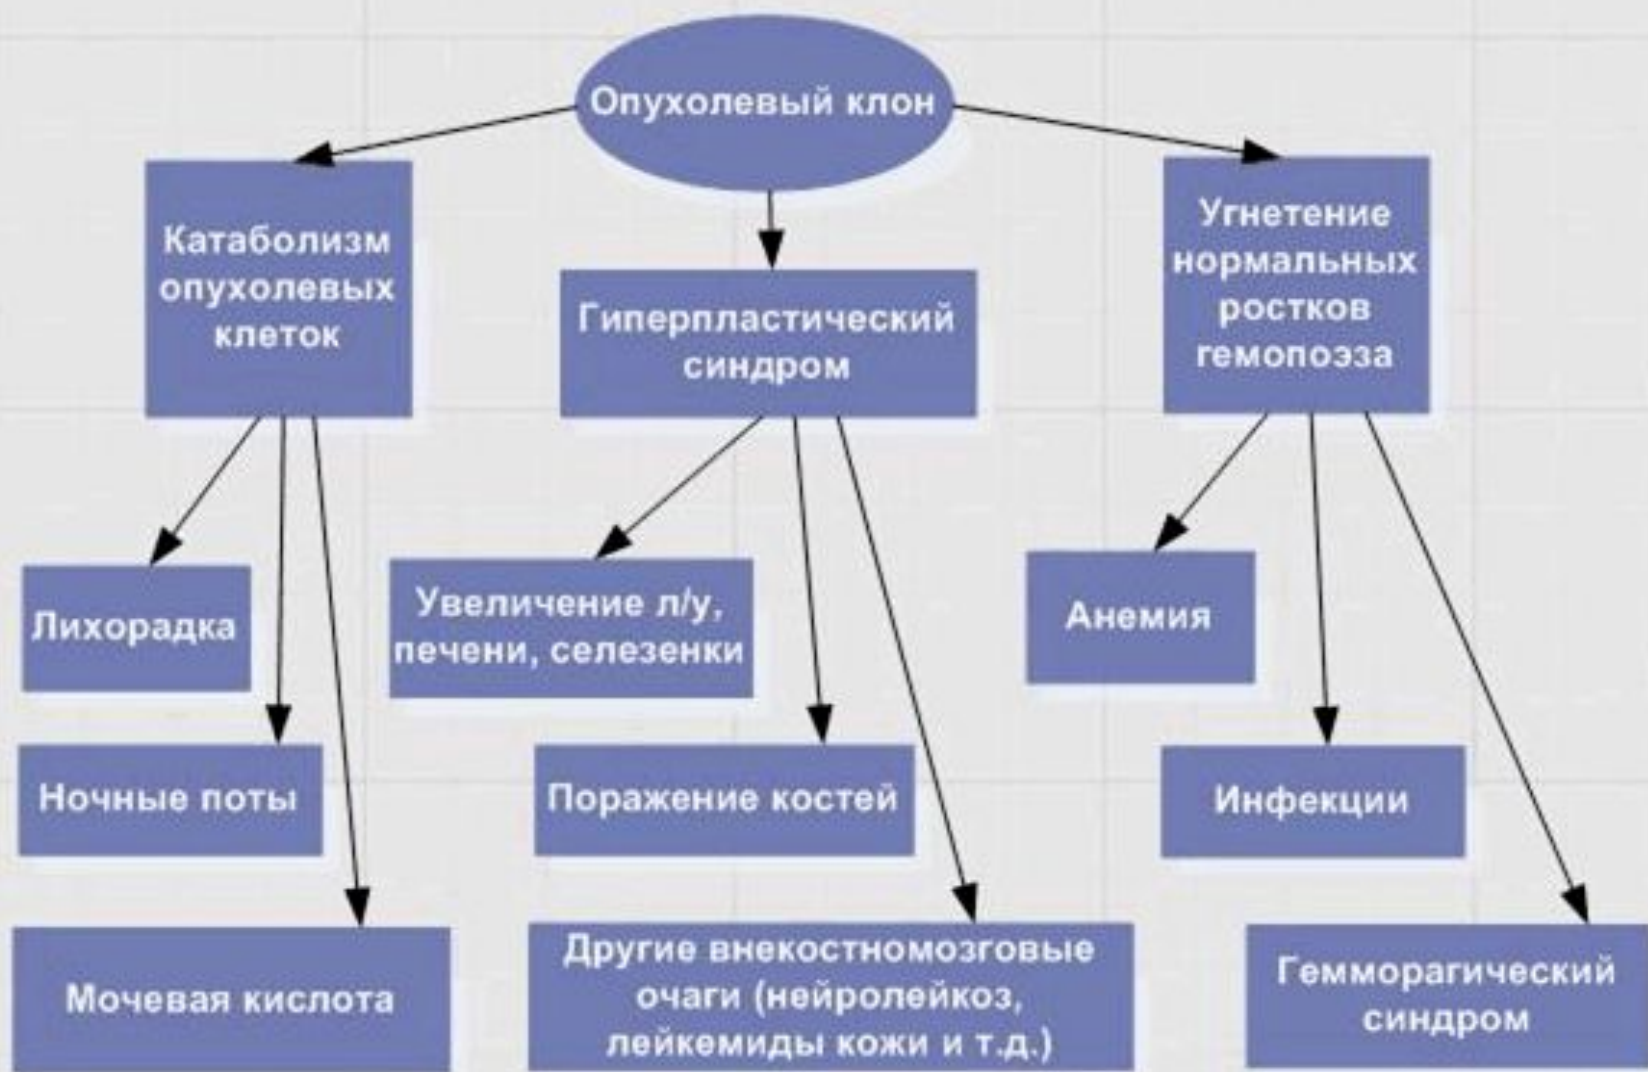 Опухолевый клон
Катаболизм
опухолевых
клеток
Гиперпластический
синдром
Угнетение
нормальных
ростков
гемопоэза
Лихорадка
Ночные поты
Мочевая кислота
Увеличение л/у,
печени, селезенки
Поражение костей
Другие внекостномозговые
очаги (нейролейкоз,
лейкемиды кожи и т.д.)
Анемия
Инфекции
Гемморагический
синдром